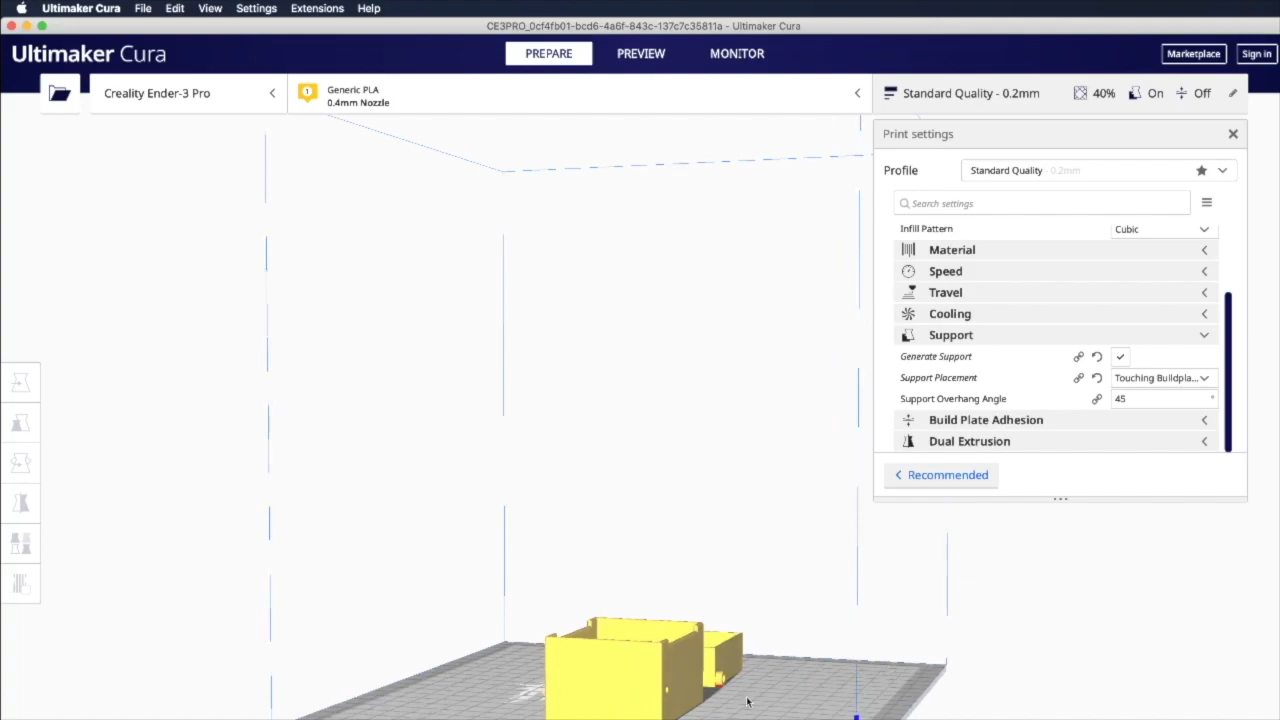 Ultimaker Cura File Edit View Settings Extensions Help
CE3PRO_0cf4fb01-bcd6-4a6f-843c-137c7c35811a - Ultimaker Cura
Ultimaker Cura PREPARE PREVIEW MONITOR Marketplace Sign in
Creality Ender-3 Pro
1
Generic PLA
0.4mm Nozzle
Standard Quality - 0.2mm 40% On Off
Print settings
Profile Standard Quality - 0.2mm
Search settings
Infill Pattern Cubic
Material
Speed
Travel
Cooling
Support
Generate Support
Support Placement Touching Buildpla...
Support Overhang Angle 45 °
Build Plate Adhesion
Dual Extrusion
Recommended